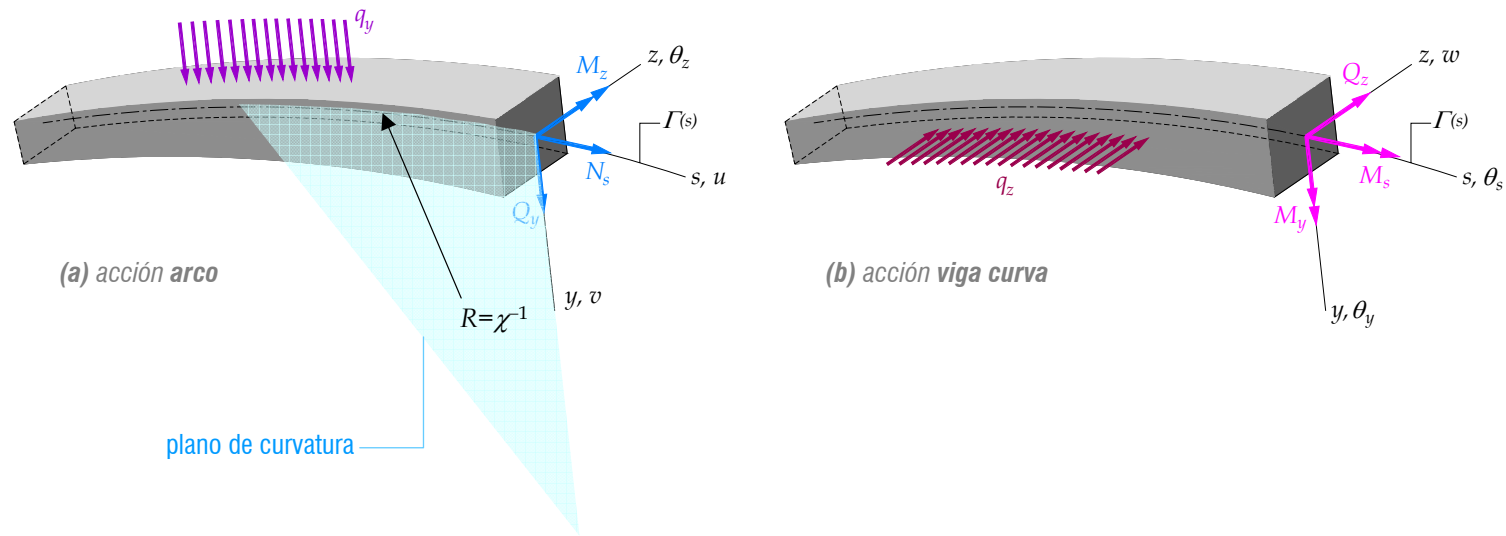 q_y
M_z
z, θ_z
Γ(s)
N_s
s, u
Q_y
y, v
R=χ⁻¹
(a) acción arco
plano de curvatura
Q_z
z, w
Γ(s)
M_s
s, θ_s
M_y
q_z
y, θ_y
(b) acción viga curva